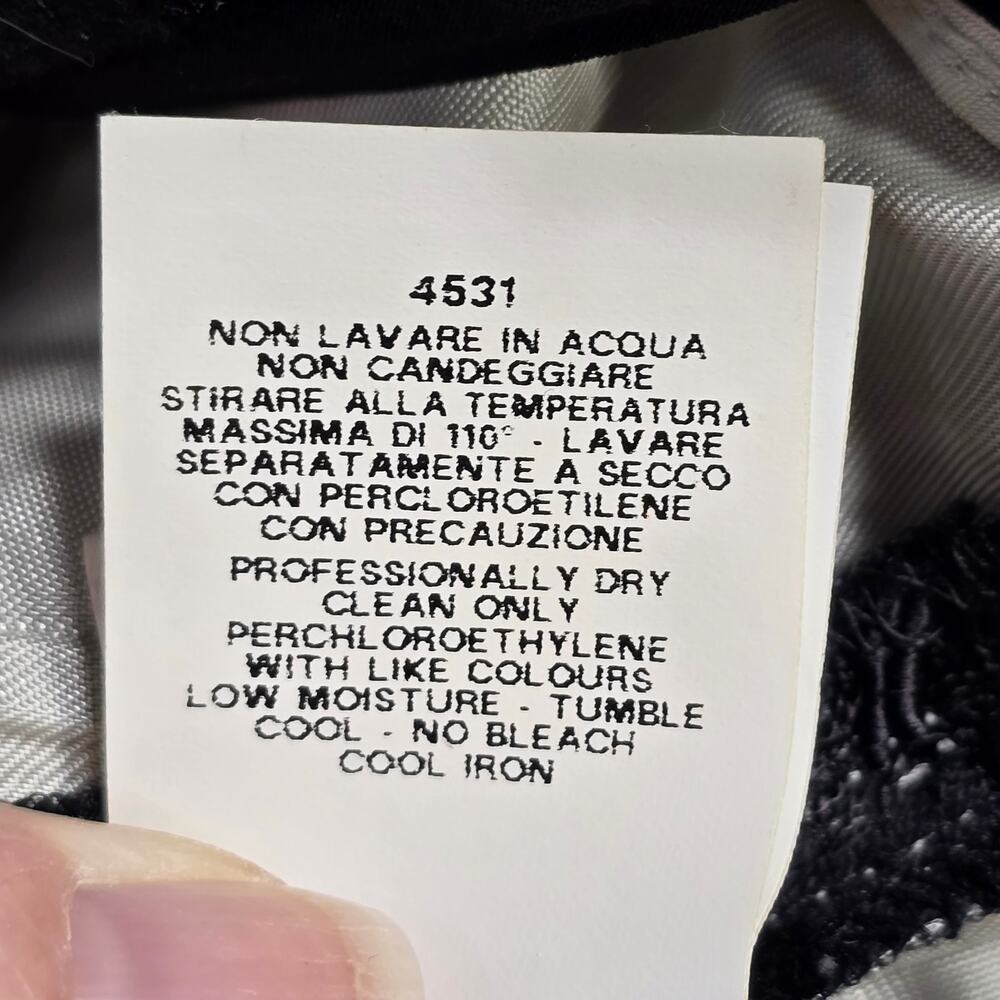 4531
NON LAVARE IN ACQUA
NON CANDEGGIARE
STIRARE ALLA TEMPERATURA
MASSIMA DI 110° - LAVARE
SEPARATAMENTE A SECCO
CON PERCLOROETILENE
CON PRECAUZIONE
PROFESSIONALLY DRY
CLEAN ONLY
PERCHLOROETHYLENE
WITH LIKE COLOURS
LOW MOISTURE - TUMBLE
COOL - NO BLEACH
COOL IRON